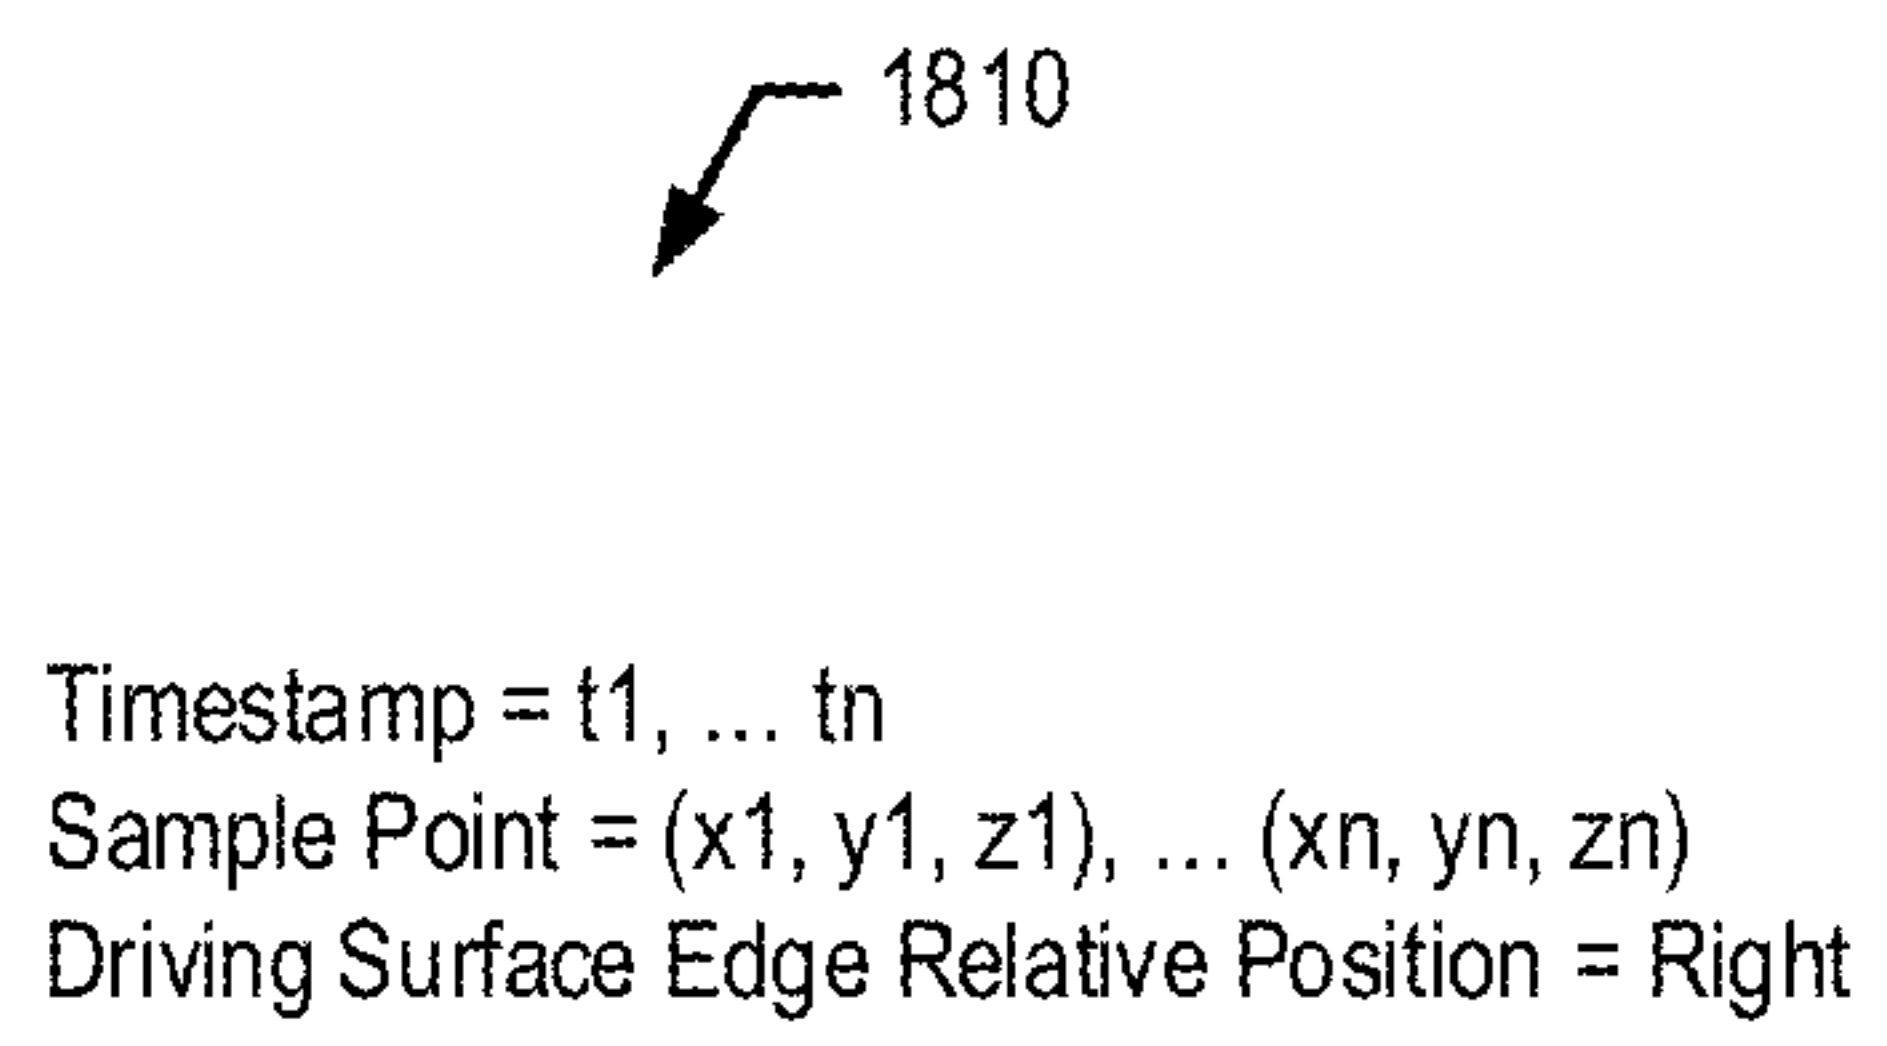 1810
Timestamp = t1, ... tn
Sample Point = (x1, y1, z1), ... (xn, yn, zn)
Driving Surface Edge Relative Position = Right